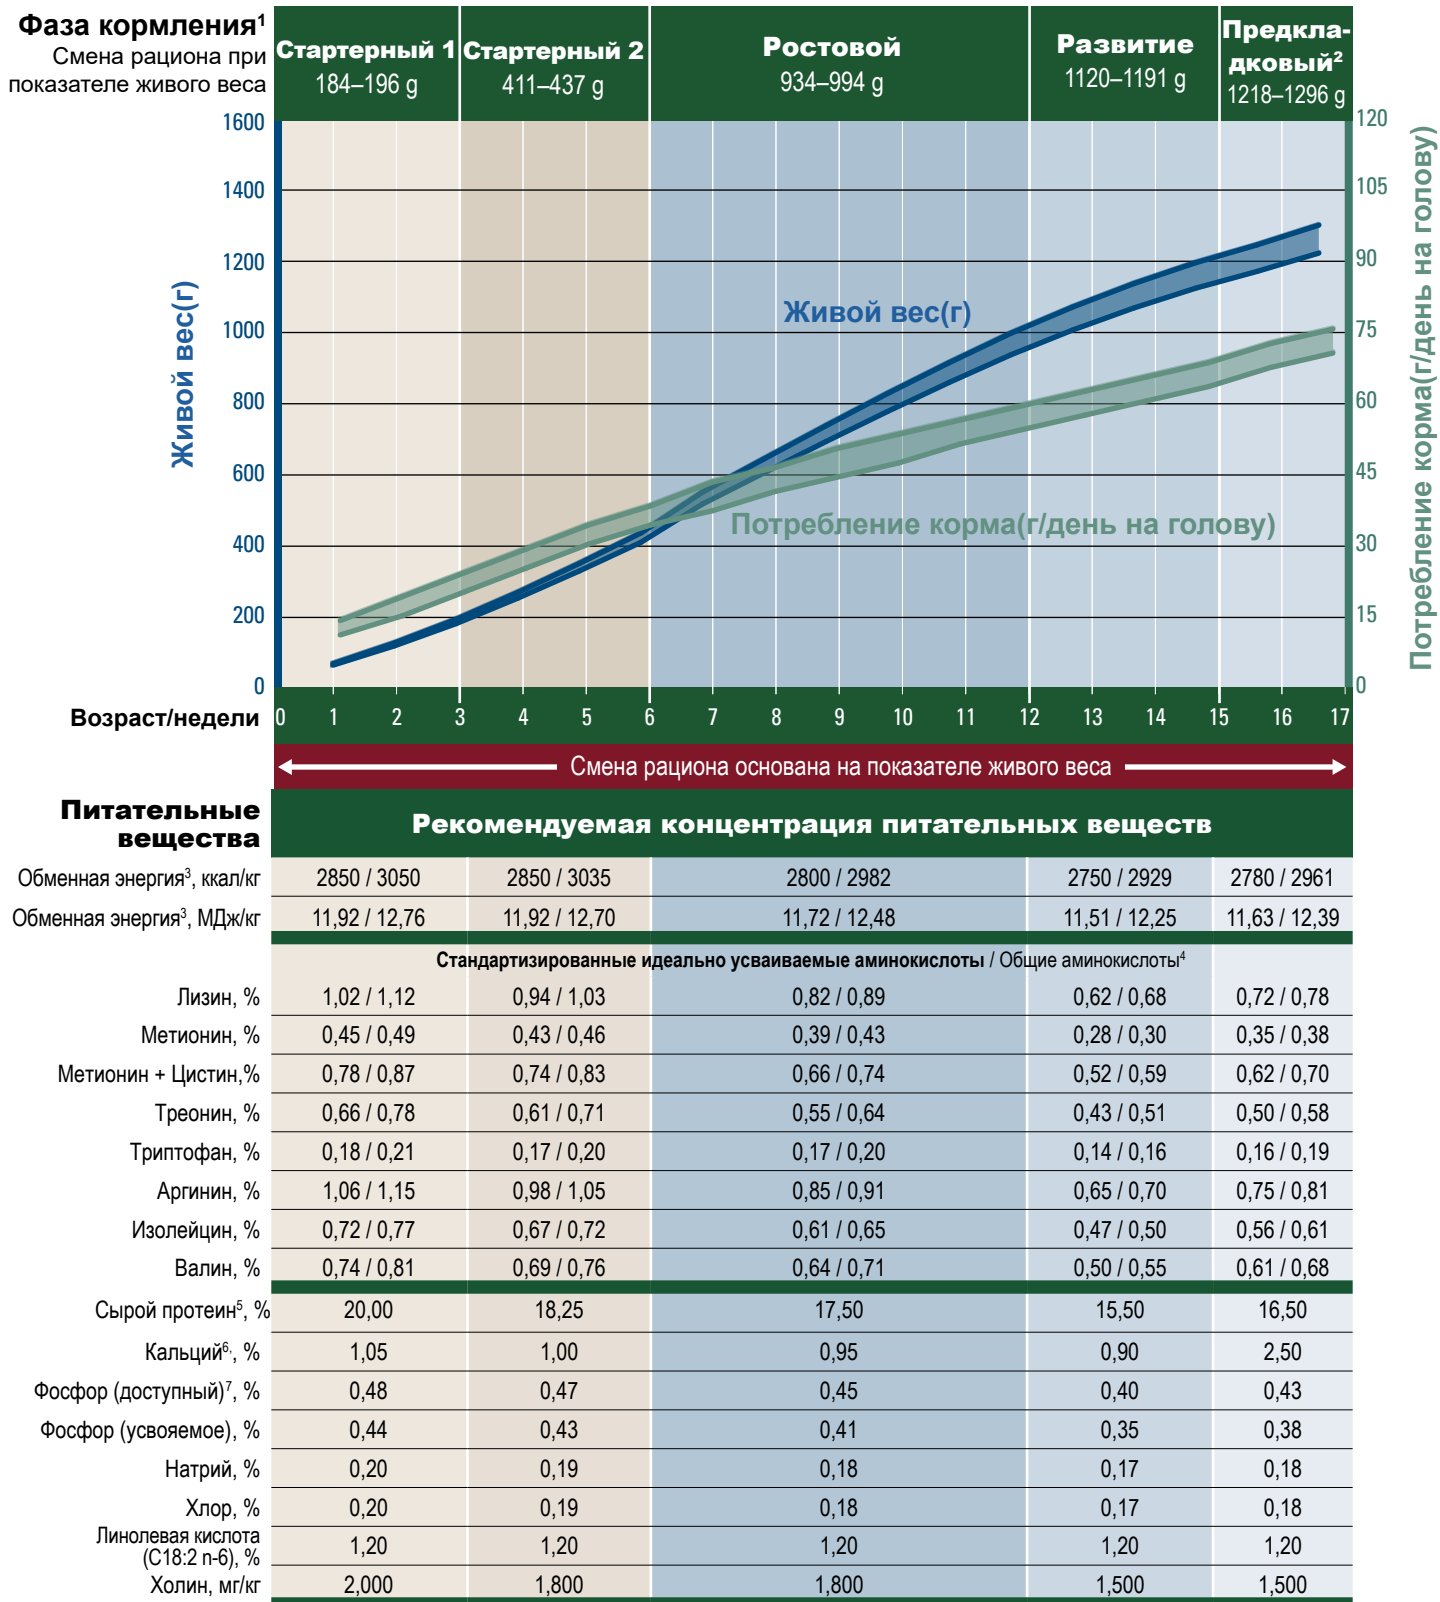 Фаза кормления¹
Смена рациона при
показателе живого веса
Стартерный 1
184–196 g
Стартерный 2
411–437 g
Ростовой
934–994 g
Развитие
1120–1191 g
Предкла-
дковый²
1218–1296 g
Живой вес(г)
1600
1400
1200
1000
800
600
400
200
0
Живой вес(г)
Потребление корма(г/день на голову)
120
105
90
75
60
45
30
15
0
Потребление корма(г/день на голову)
Возраст/недели 0 1 2 3 4 5 6 7 8 9 10 11 12 13 14 15 16 17
Смена рациона основана на показателе живого веса
Питательные
вещества
Рекомендуемая концентрация питательных веществ
Обменная энергия³, ккал/кг 2850 / 3050 2850 / 3035 2800 / 2982 2750 / 2929 2780 / 2961
Обменная энергия³, МДж/кг 11,92 / 12,76 11,92 / 12,70 11,72 / 12,48 11,51 / 12,25 11,63 / 12,39
Стандартизированные идеально усваиваемые аминокислоты / Общие аминокислоты⁴
Лизин, % 1,02 / 1,12 0,94 / 1,03 0,82 / 0,89 0,62 / 0,68 0,72 / 0,78
Метионин, % 0,45 / 0,49 0,43 / 0,46 0,39 / 0,43 0,28 / 0,30 0,35 / 0,38
Метионин + Цистин,% 0,78 / 0,87 0,74 / 0,83 0,66 / 0,74 0,52 / 0,59 0,62 / 0,70
Треонин, % 0,66 / 0,78 0,61 / 0,71 0,55 / 0,64 0,43 / 0,51 0,50 / 0,58
Триптофан, % 0,18 / 0,21 0,17 / 0,20 0,17 / 0,20 0,14 / 0,16 0,16 / 0,19
Аргинин, % 1,06 / 1,15 0,98 / 1,05 0,85 / 0,91 0,65 / 0,70 0,75 / 0,81
Изолейцин, % 0,72 / 0,77 0,67 / 0,72 0,61 / 0,65 0,47 / 0,50 0,56 / 0,61
Валин, % 0,74 / 0,81 0,69 / 0,76 0,64 / 0,71 0,50 / 0,55 0,61 / 0,68
Сырой протеин⁵, % 20,00 18,25 17,50 15,50 16,50
Кальций⁶,, % 1,05 1,00 0,95 0,90 2,50
Фосфор (доступный)⁷, % 0,48 0,47 0,45 0,40 0,43
Фосфор (усвояемое), % 0,44 0,43 0,41 0,35 0,38
Натрий, % 0,20 0,19 0,18 0,17 0,18
Хлор, % 0,20 0,19 0,18 0,17 0,18
Линолевая кислота
(C18:2 n-6), % 1,20 1,20 1,20 1,20 1,20
Холин, мг/кг 2,000 1,800 1,800 1,500 1,500